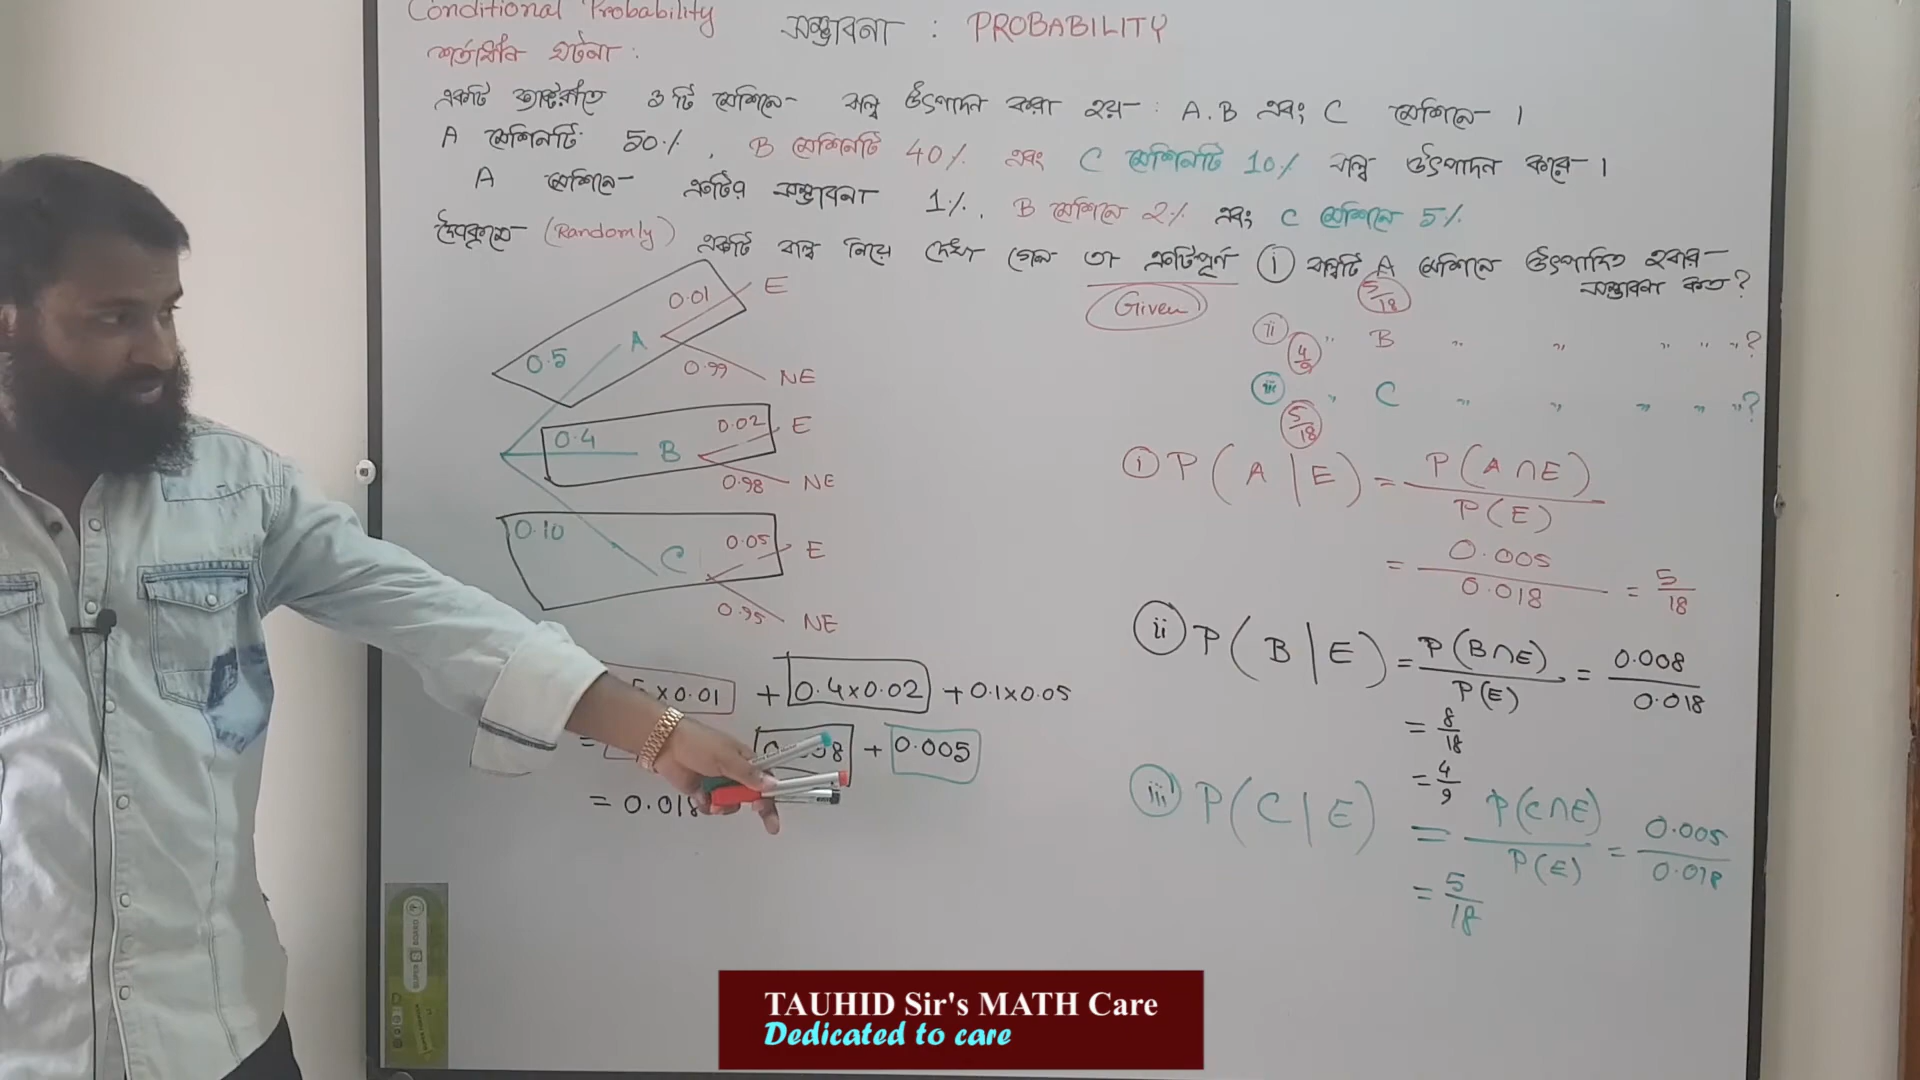 Conditional Probability
সম্ভাবনা : PROBABILITY
শর্তাধীন ঘটনা :
একটি ফ্যাক্টরীতে ৩ টি মেশিনে বাল্ব উৎপাদন করা হয় : A.B এবং C মেশিনে ।
A মেশিনটি 50% , B মেশিনটি 40% এবং C মেশিনটি 10% বাল্ব উৎপাদন করে ।
A মেশিনে ত্রুটির সম্ভাবনা 1% , B মেশিনে 2% এবং C মেশিনে 5%
দৈবক্রমে (Randomly) একটি বাল্ব নিয়ে দেখা গেল তা ত্রুটিপূর্ণ (i) বাল্বটি A মেশিনে উৎপাদিত হবার
সম্ভাবনা কত?
Given
5/18
(ii) " B " " " " "?
4/9
(iii) " C " " " " "?
5/18
0.5 A 0.01 E
0.99 NE
0.4 B 0.02 E
0.98 NE
0.10 C 0.05 E
0.95 NE
×0.01 + 0.4×0.02 + 0.1×0.05
= + 0.005
= 0.018
(i) P(A|E) = P(A∩E)/P(E)
= 0.005/0.018 = 5/18
(ii) P(B|E) = P(B∩E)/P(E) = 0.008/0.018
= 8/18
= 4/9
(iii) P(C|E) = P(C∩E)/P(E) = 0.005/0.018
= 5/18
SUPER S BOARD
TAUHID Sir's MATH Care
Dedicated to care